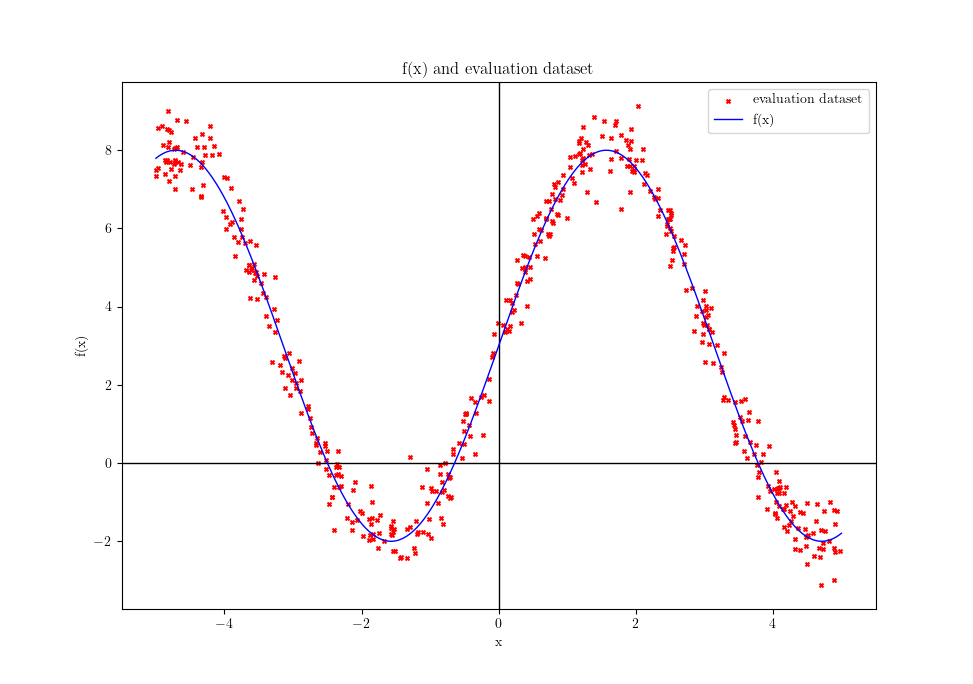 f(x) and evaluation dataset
evaluation dataset
f(x)
f(x)
8
6
4
2
0
−2
−4
−2
0
2
4
x